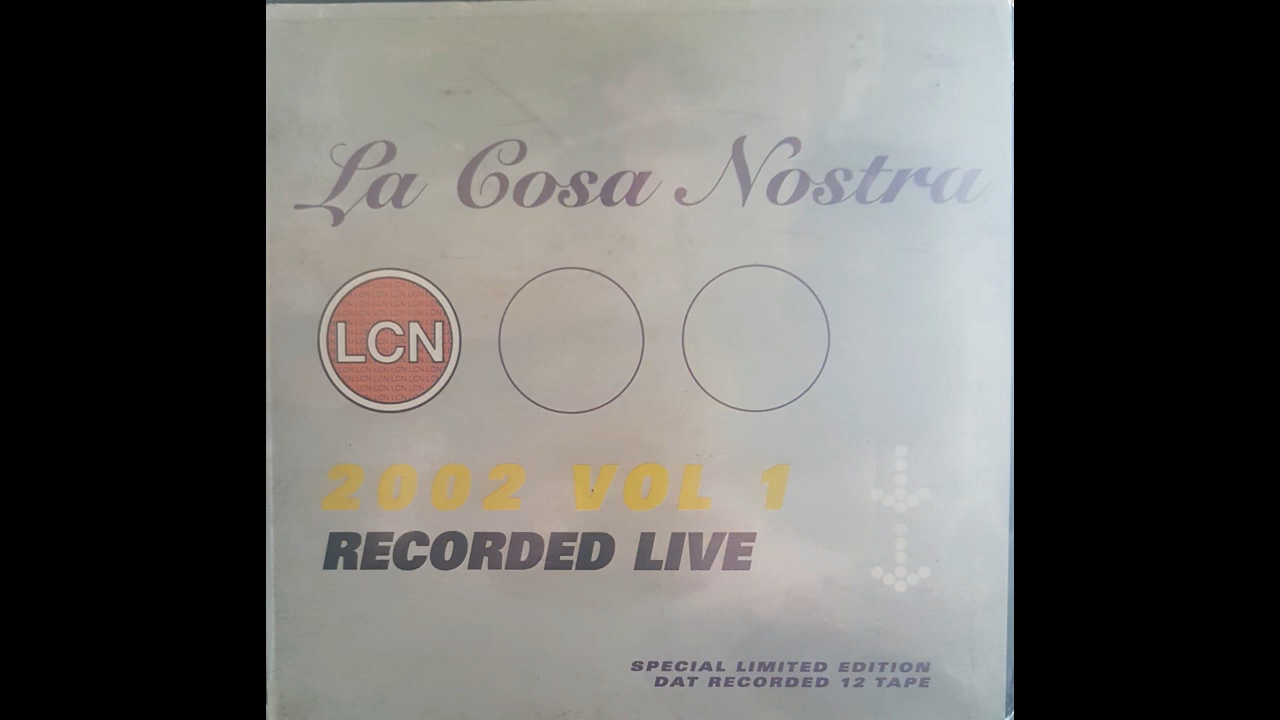 La Cosa Nostra
LCN
2002 VOL 1
RECORDED LIVE
SPECIAL LIMITED EDITION
DAT RECORDED 12 TAPE